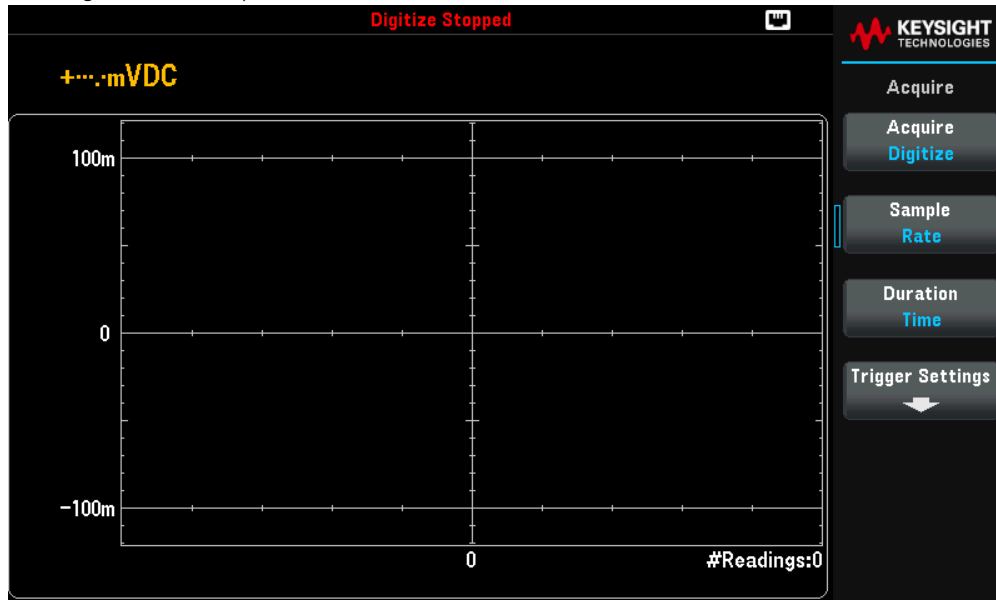 Digitize Stopped
KEYSIGHT
TECHNOLOGIES
+---.-mVDC
Acquire
Acquire
Digitize
100m
Sample
Rate
Duration
Time
0
Trigger Settings
-100m
0
#Readings:0